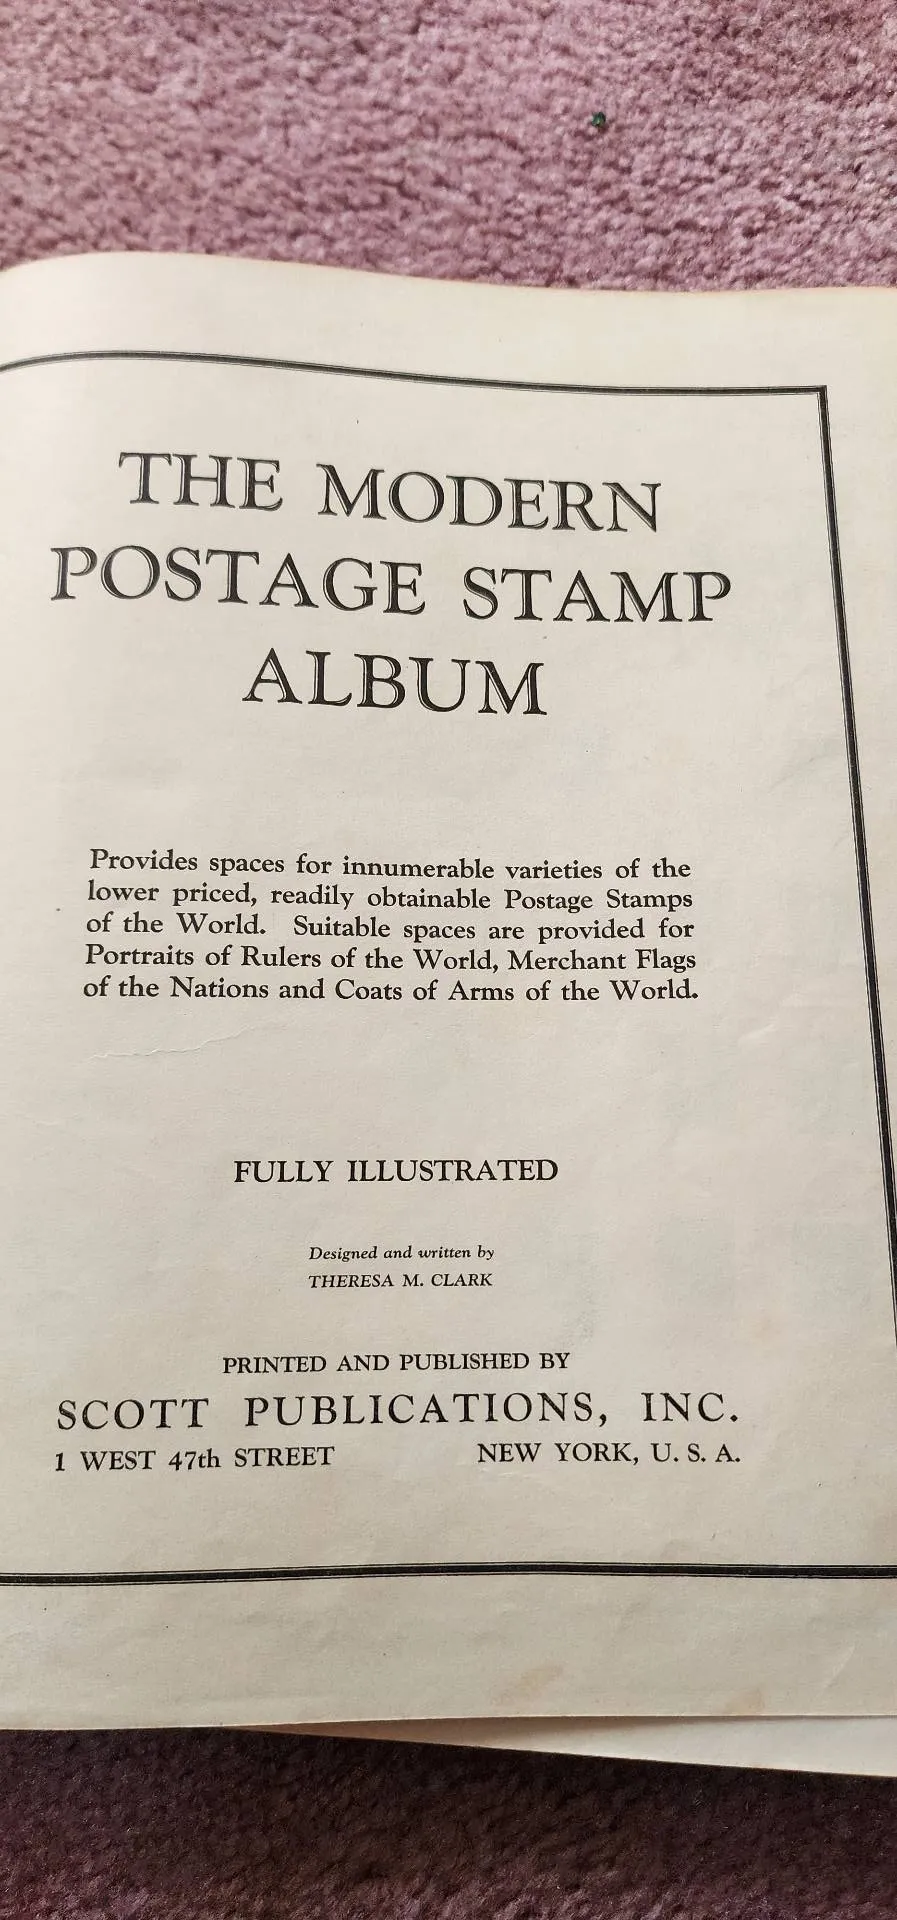 THE MODERN
POSTAGE STAMP
ALBUM
Provides spaces for innumerable varieties of the
lower priced, readily obtainable Postage Stamps
of the World. Suitable spaces are provided for
Portraits of Rulers of the World, Merchant Flags
of the Nations and Coats of Arms of the World.
FULLY ILLUSTRATED
Designed and written by
THERESA M. CLARK
PRINTED AND PUBLISHED BY
SCOTT PUBLICATIONS, INC.
1 WEST 47th STREET NEW YORK, U. S. A.